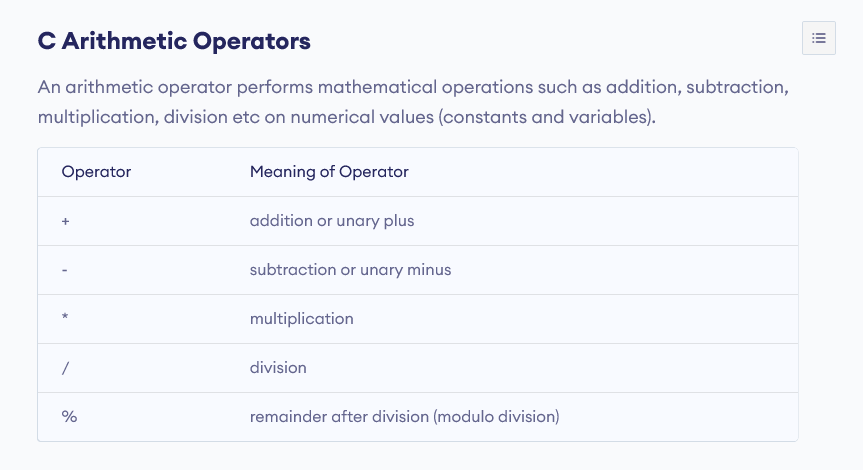 C Arithmetic Operators
An arithmetic operator performs mathematical operations such as addition, subtraction,
multiplication, division etc on numerical values (constants and variables).
Operator Meaning of Operator
+ addition or unary plus
- subtraction or unary minus
* multiplication
/ division
% remainder after division (modulo division)